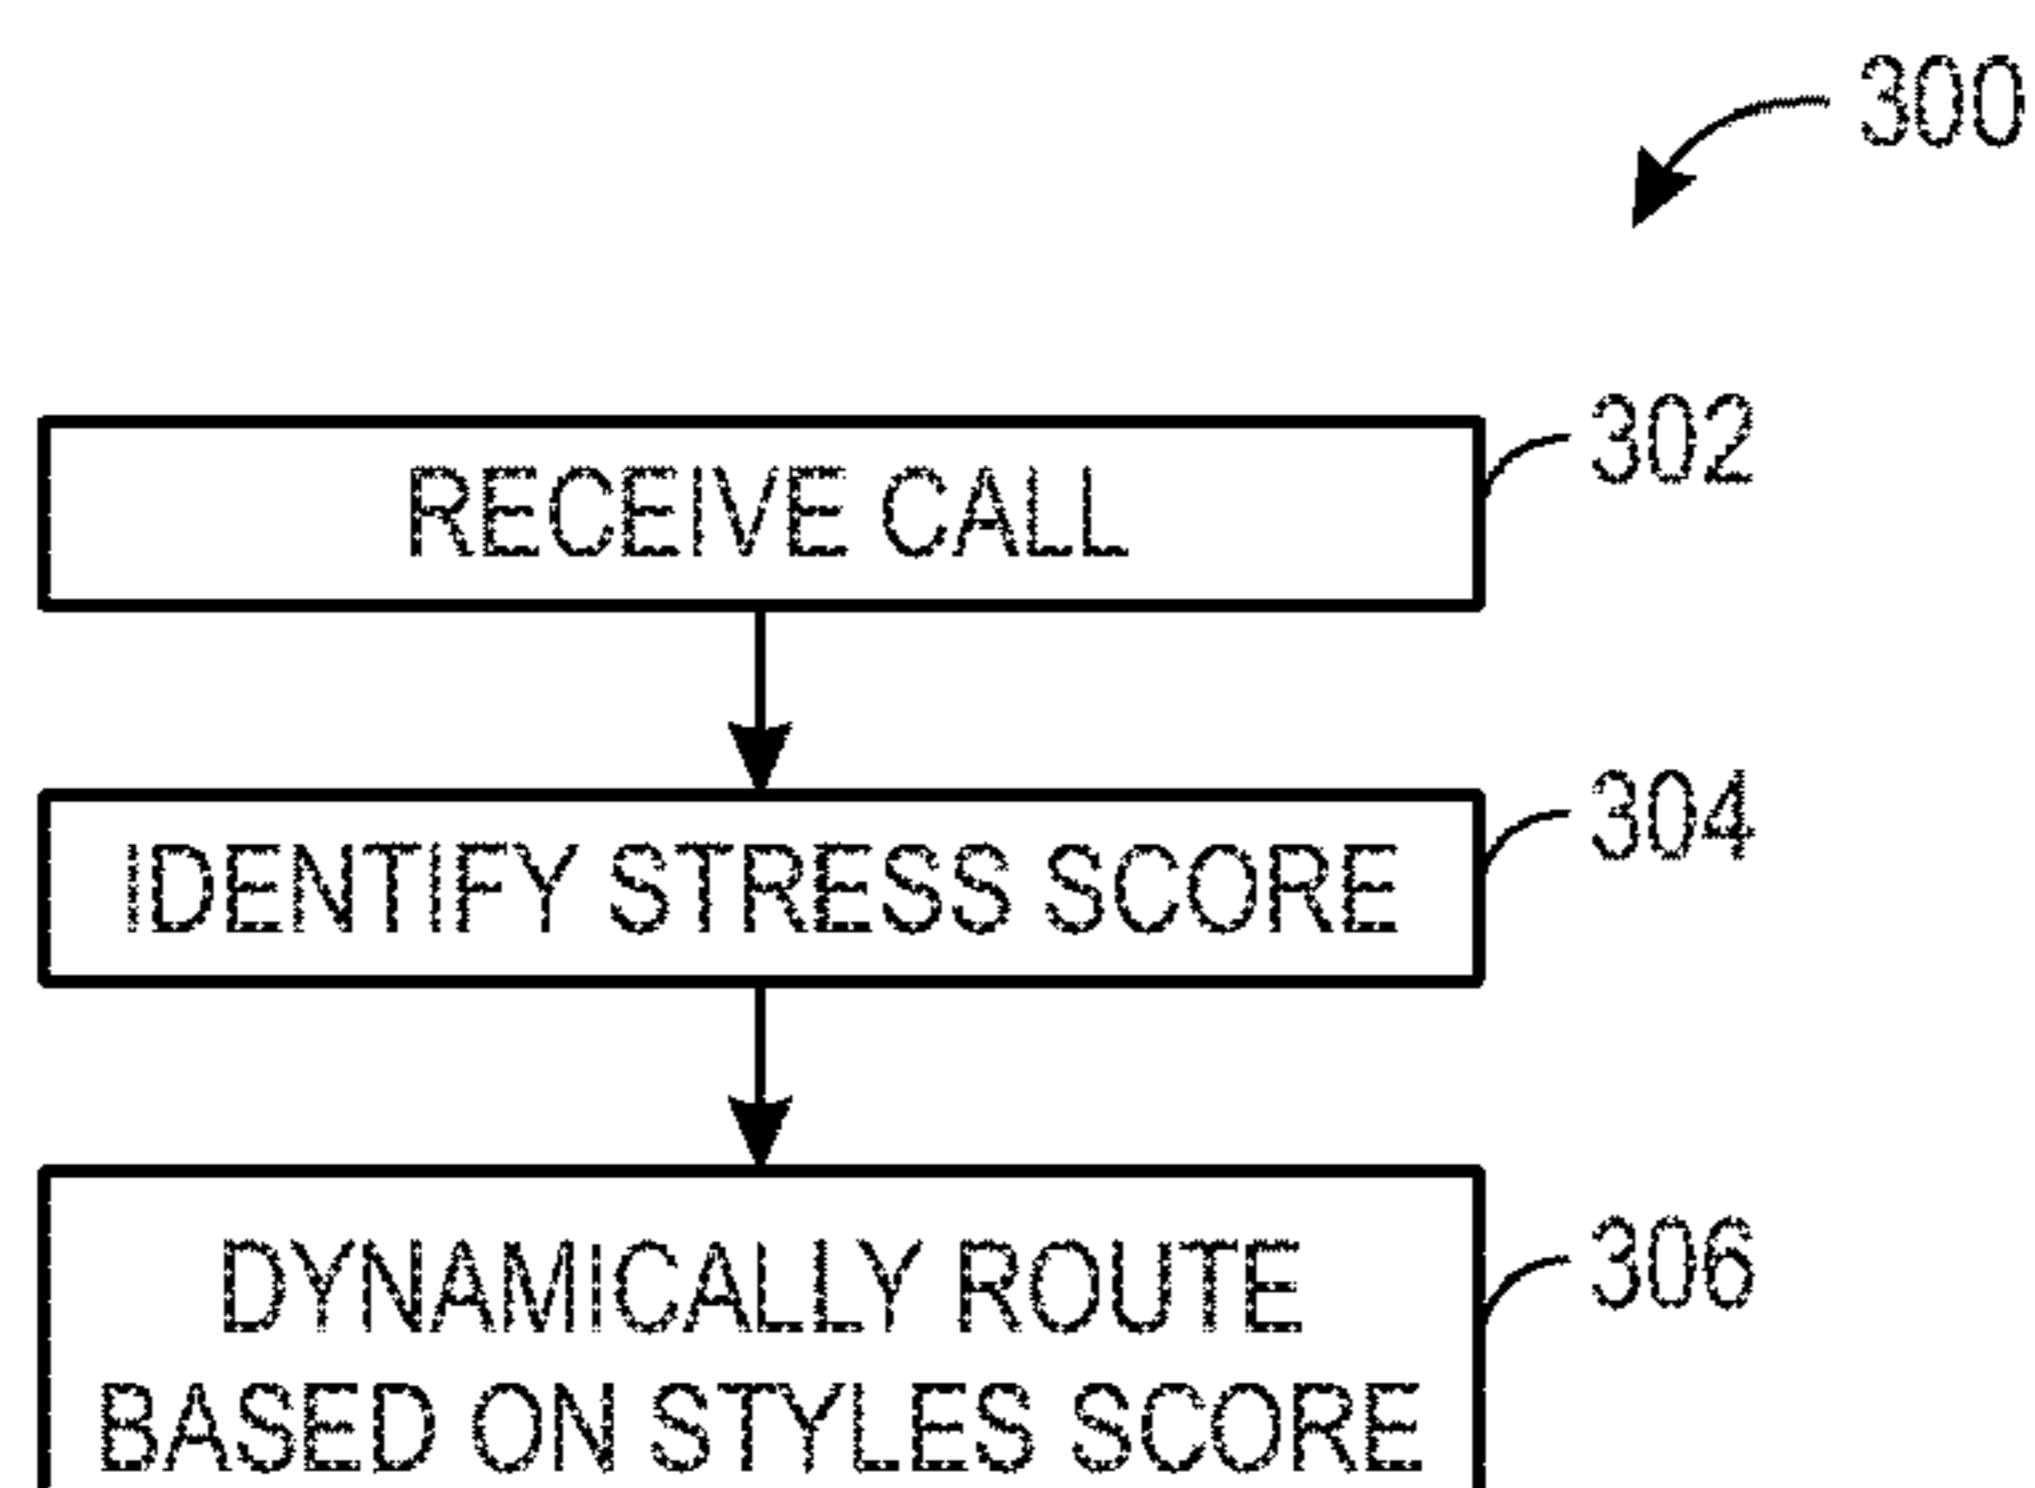 300
RECEIVE CALL
302
IDENTIFY STRESS SCORE
304
DYNAMICALLY ROUTE
BASED ON STYLES SCORE
306